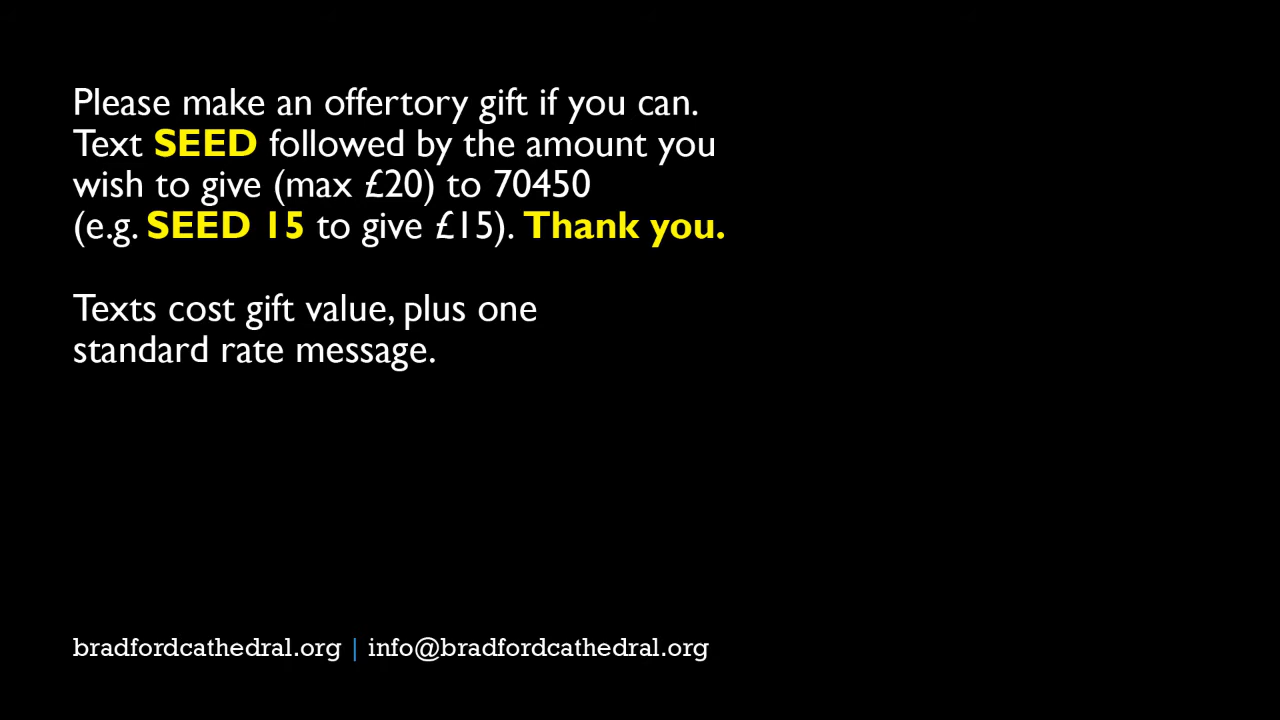 Please make an offertory gift if you can.
Text SEED followed by the amount you
wish to give (max £20) to 70450
(e.g. SEED 15 to give £15). Thank you.
Texts cost gift value, plus one
standard rate message.
bradfordcathedral.org | info@bradfordcathedral.org